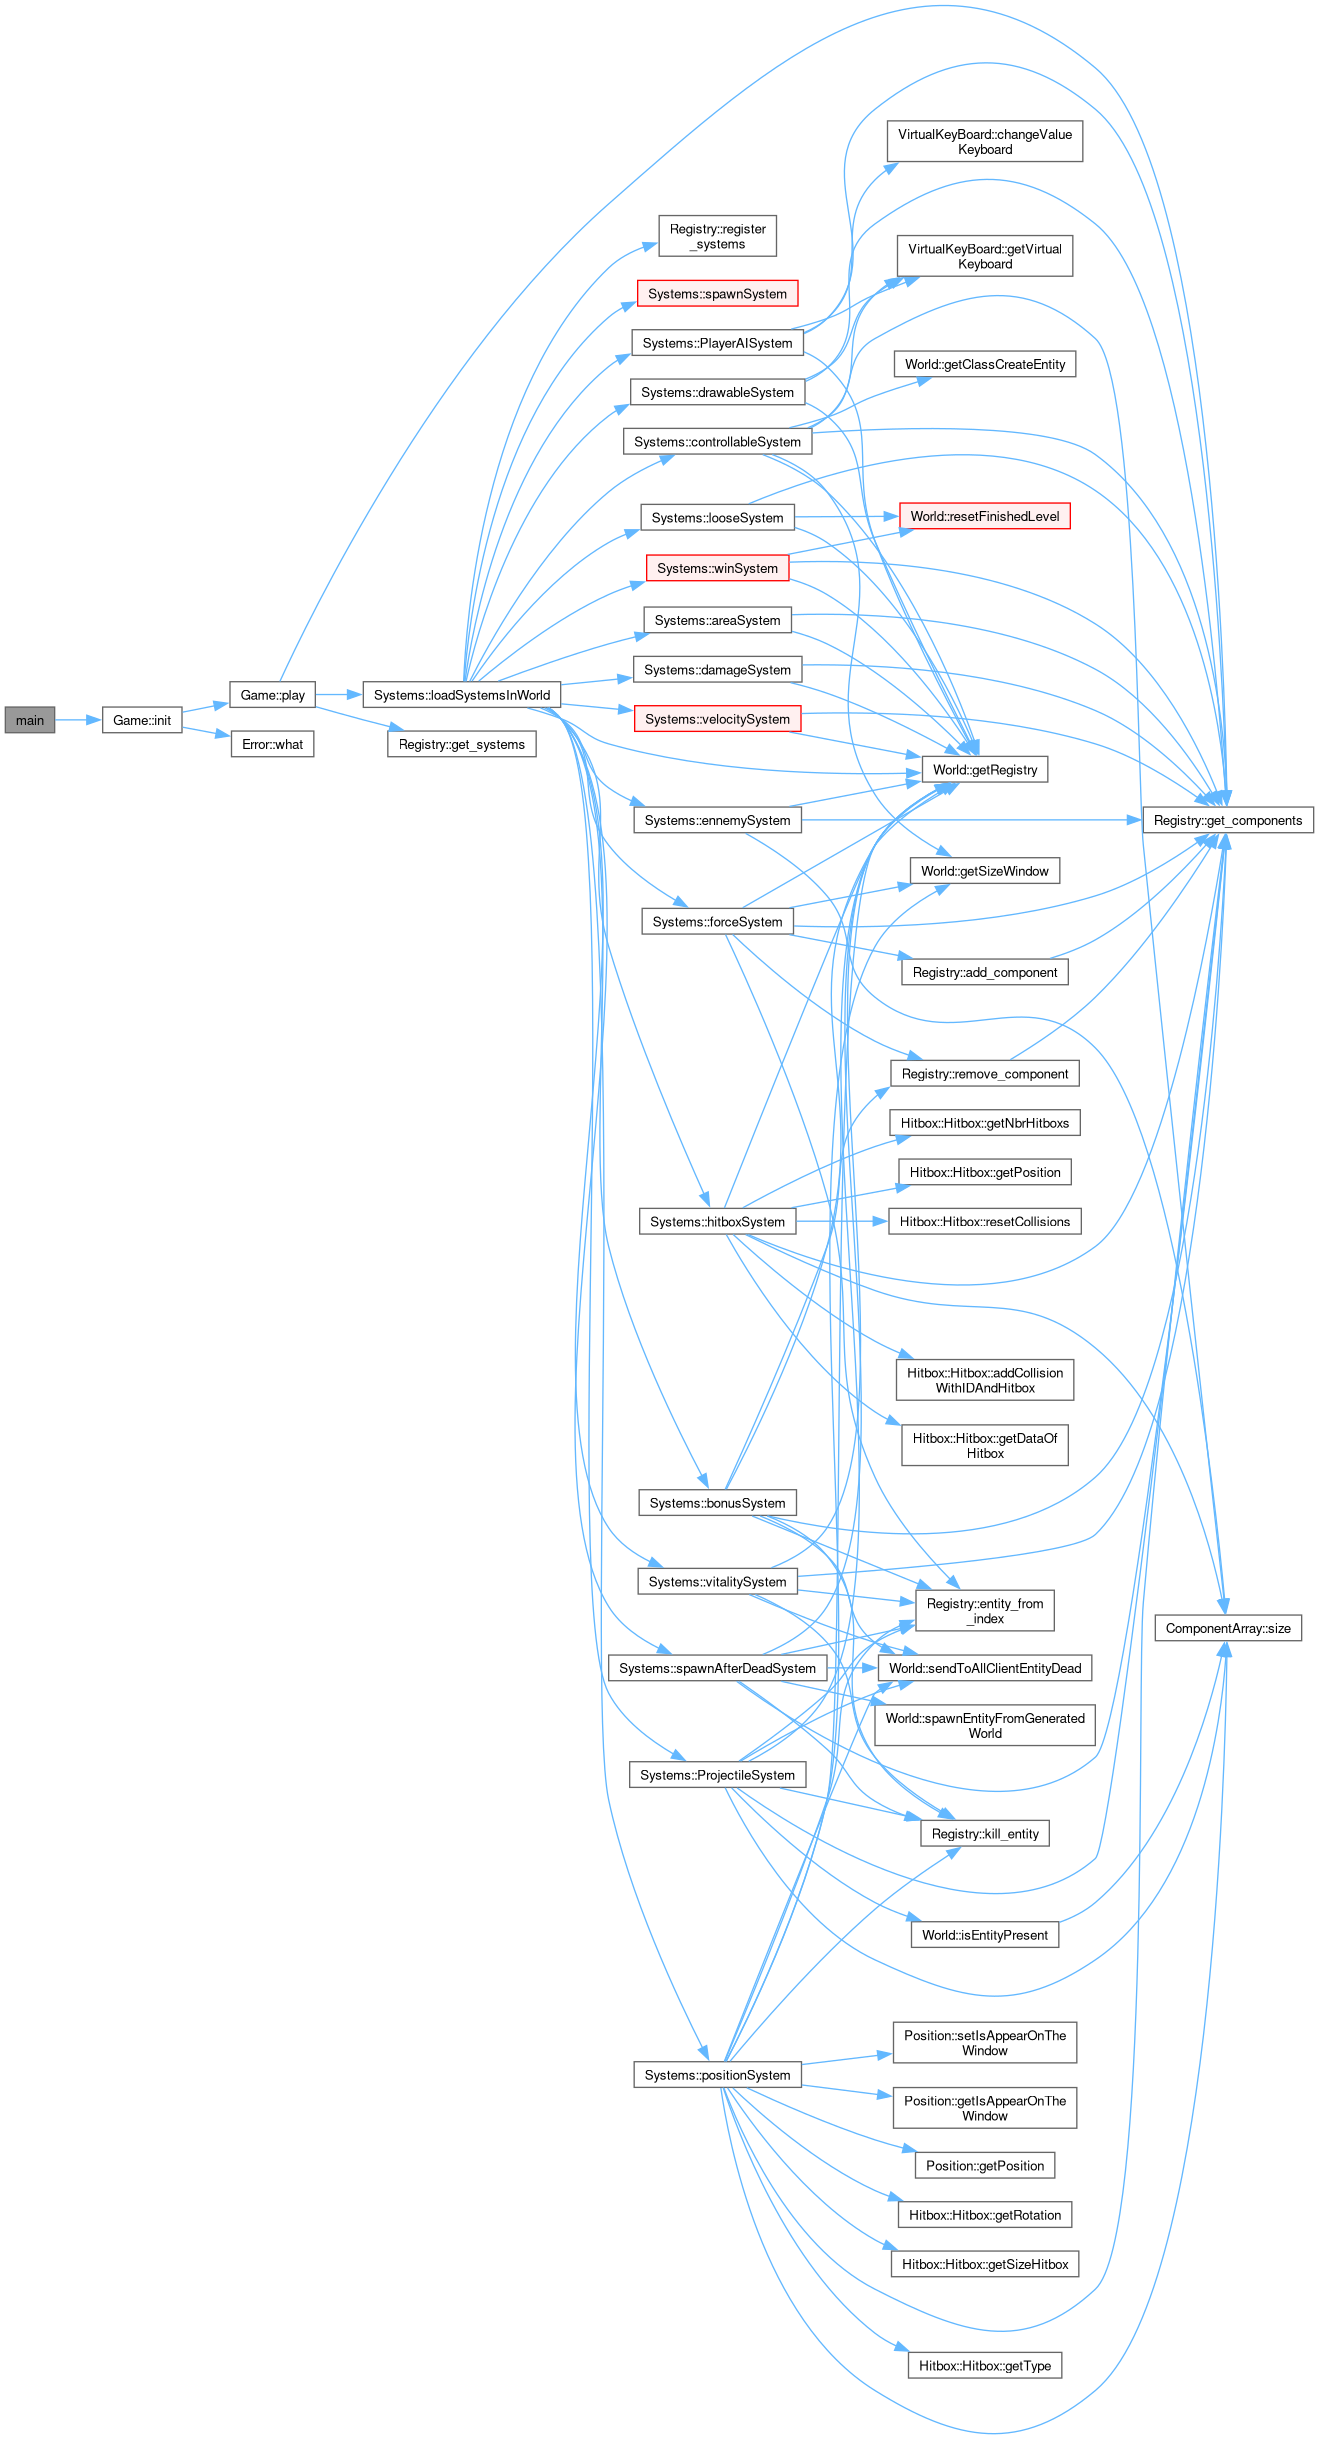 main
Game::init
Game::play
Error::what
Systems::loadSystemsInWorld
Registry::get_systems
Registry::register
_systems
Systems::spawnSystem
Systems::PlayerAISystem
Systems::drawableSystem
Systems::controllableSystem
Systems::looseSystem
Systems::winSystem
Systems::areaSystem
Systems::damageSystem
Systems::velocitySystem
Systems::ennemySystem
Systems::forceSystem
Systems::hitboxSystem
Systems::bonusSystem
Systems::vitalitySystem
Systems::spawnAfterDeadSystem
Systems::ProjectileSystem
Systems::positionSystem
VirtualKeyBoard::changeValue
Keyboard
VirtualKeyBoard::getVirtual
Keyboard
World::getClassCreateEntity
World::resetFinishedLevel
World::getRegistry
World::getSizeWindow
Registry::add_component
Registry::remove_component
Hitbox::Hitbox::getNbrHitboxs
Hitbox::Hitbox::getPosition
Hitbox::Hitbox::resetCollisions
Hitbox::Hitbox::addCollision
WithIDAndHitbox
Hitbox::Hitbox::getDataOf
Hitbox
Registry::entity_from
_index
World::sendToAllClientEntityDead
World::spawnEntityFromGenerated
World
Registry::kill_entity
World::isEntityPresent
Position::setIsAppearOnThe
Window
Position::getIsAppearOnThe
Window
Position::getPosition
Hitbox::Hitbox::getRotation
Hitbox::Hitbox::getSizeHitbox
Hitbox::Hitbox::getType
Registry::get_components
ComponentArray::size